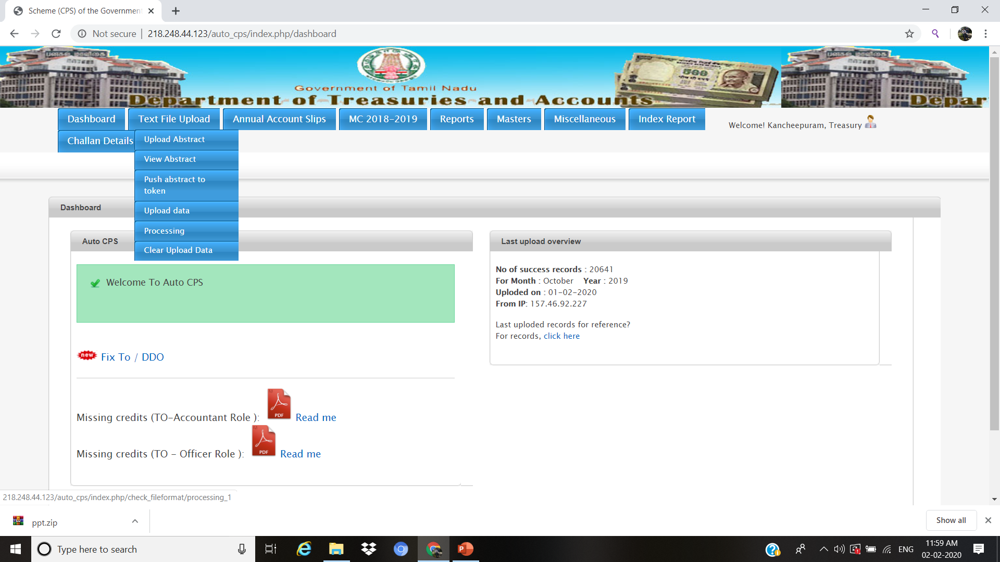 Scheme (CPS) of the Governmen
Not secure
218.248.44.123/auto_cps/index.php/dashboard
Government of Tamil Nadu
Department of Treasuries and Accounts
Depar
Dashboard
Text File Upload
Annual Account Slips
MC 2018-2019
Reports
Masters
Miscellaneous
Index Report
Welcome! Kancheepuram, Treasury
Challan Details
Upload Abstract
View Abstract
Push abstract to
token
Upload data
Processing
Clear Upload Data
Dashboard
Auto CPS
Welcome To Auto CPS
new Fix To / DDO
Missing credits (TO-Accountant Role ): PDF Read me
Missing credits (TO - Officer Role ): PDF Read me
Last upload overview
No of success records : 20641
For Month : October Year : 2019
Uploded on : 01-02-2020
From IP: 157.46.92.227
Last uploded records for reference?
For records, click here
218.248.44.123/auto_cps/index.php/check_fileformat/processing_1
ppt.zip
Show all
Type here to search
ENG
11:59 AM
02-02-2020